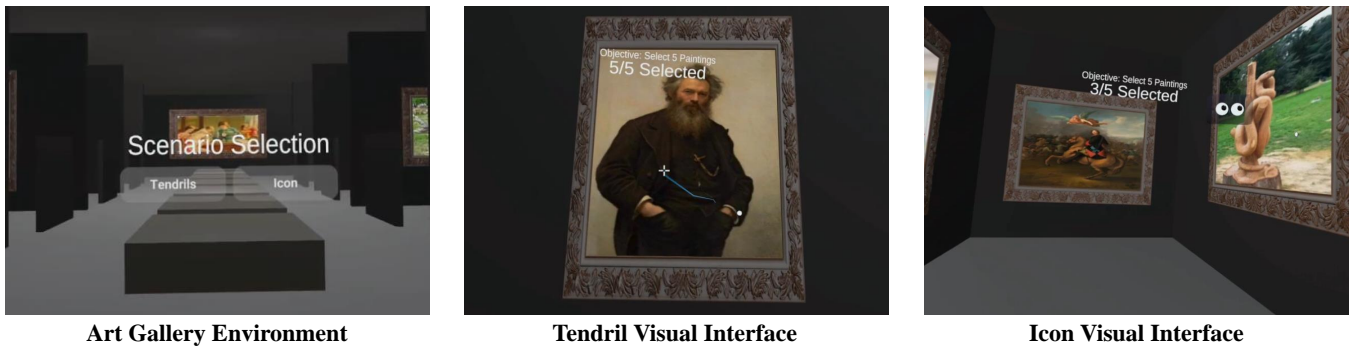 Scenario Selection
Tendrils
Icon
Art Gallery Environment
Objective: Select 5 Paintings
5/5 Selected
Tendril Visual Interface
Objective: Select 5 Paintings
3/5 Selected
Icon Visual Interface